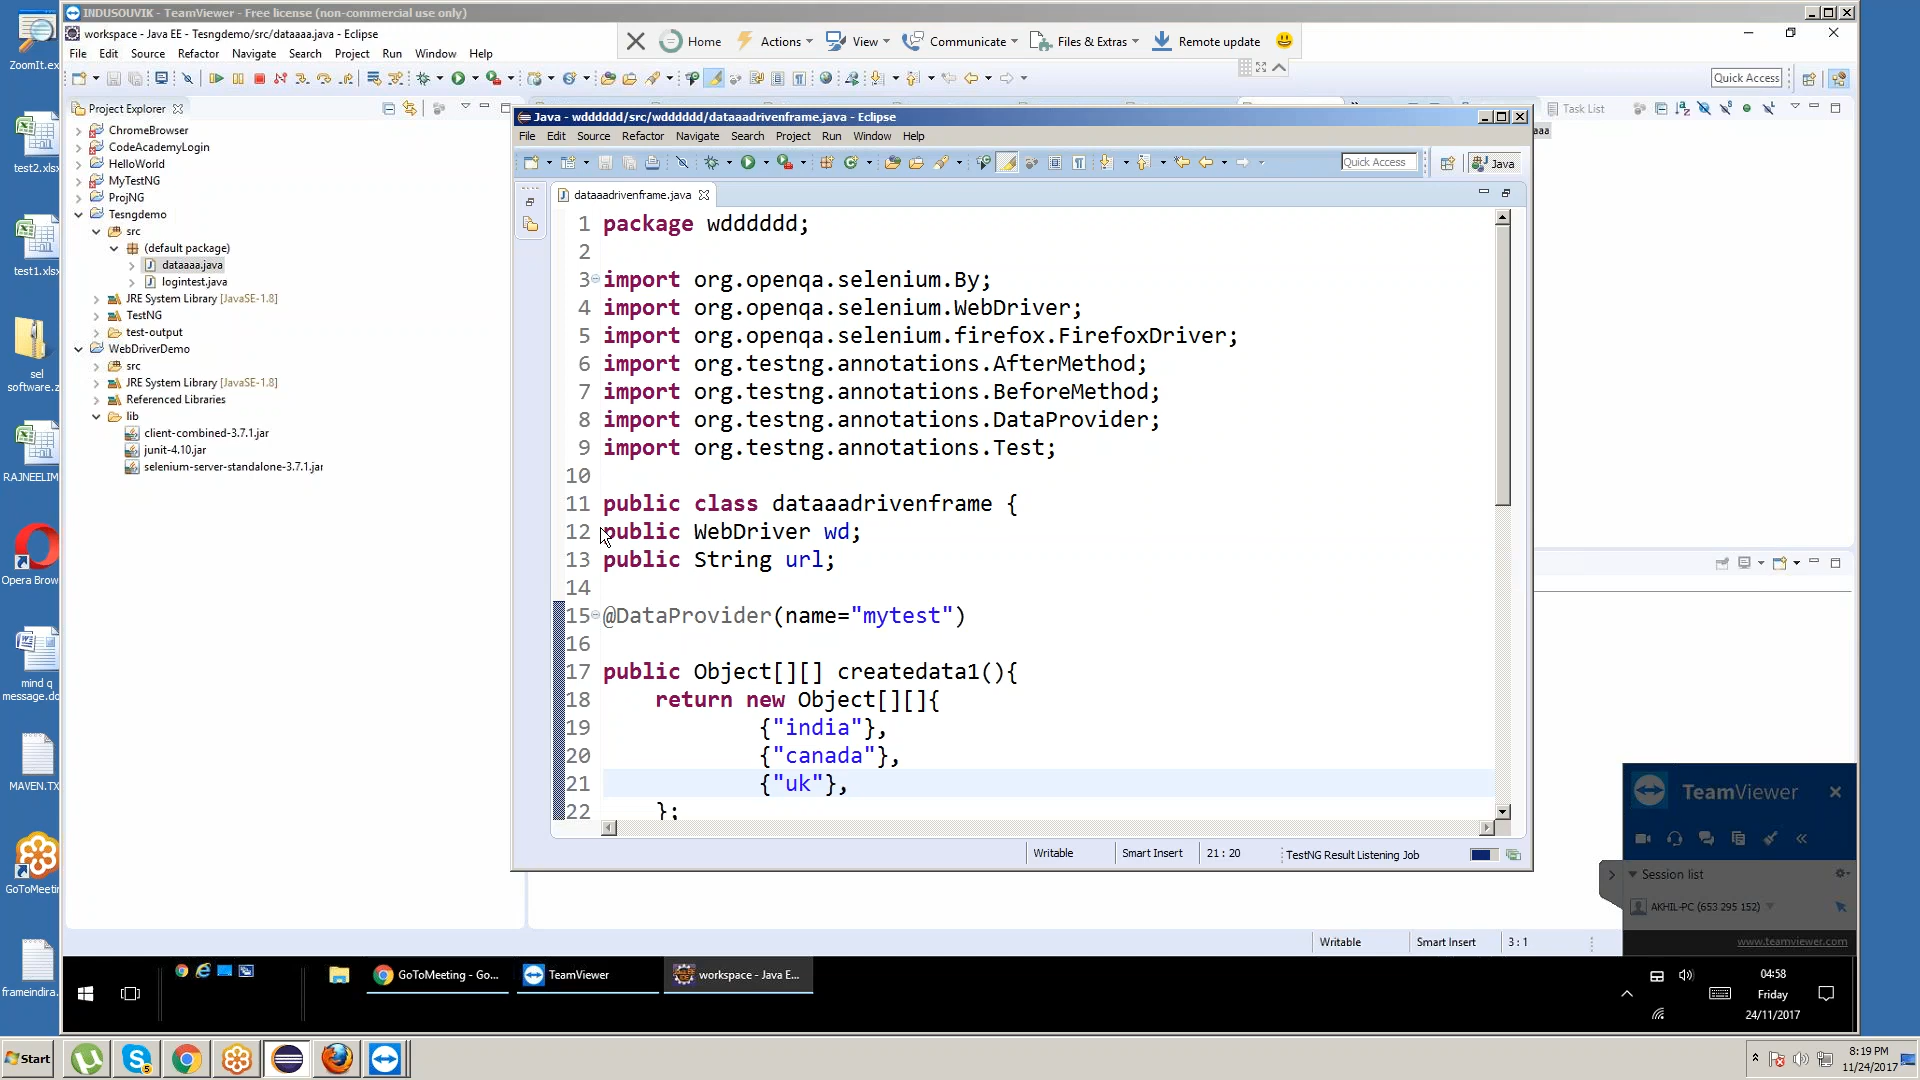 INDUSOUVIK - TeamViewer - Free license (non-commercial use only)
workspace - Java EE - Tesngdemo/src/dataaaa.java - Eclipse
File Edit Source Refactor Navigate Search Project Run Window Help
Home Actions View Communicate Files & Extras Remote update
Quick Access
Project Explorer
ChromeBrowser
CodeAcademyLogin
HelloWorld
MyTestNG
ProjNG
Tesngdemo
src
(default package)
dataaaa.java
logintest.java
JRE System Library [JavaSE-1.8]
TestNG
test-output
WebDriverDemo
src
JRE System Library [JavaSE-1.8]
Referenced Libraries
lib
client-combined-3.7.1.jar
junit-4.10.jar
selenium-server-standalone-3.7.1.jar
Task List
aaa
Java - wdddddd/src/wdddddd/dataaadrivenframe.java - Eclipse
File Edit Source Refactor Navigate Search Project Run Window Help
Quick Access
Java
dataaadrivenframe.java
1 package wdddddd;
2
3 import org.openqa.selenium.By;
4 import org.openqa.selenium.WebDriver;
5 import org.openqa.selenium.firefox.FirefoxDriver;
6 import org.testng.annotations.AfterMethod;
7 import org.testng.annotations.BeforeMethod;
8 import org.testng.annotations.DataProvider;
9 import org.testng.annotations.Test;
10
11 public class dataaadrivenframe {
12 public WebDriver wd;
13 public String url;
14
15 @DataProvider(name="mytest")
16
17 public Object[][] createdata1(){
18 return new Object[][]{
19 {"india"},
20 {"canada"},
21 {"uk"},
22 };
Writable Smart Insert 21 : 20 TestNG Result Listening Job
TeamViewer
Session list
AKHIL-PC (653 295 152)
www.teamviewer.com
Writable Smart Insert 3 : 1
GoToMeeting - Go...
TeamViewer
workspace - Java E...
04:58
Friday
24/11/2017
ZoomIt.ex
test2.xlsx
test1.xlsx
sel
software.z
RAJNEELIM
Opera Brow
mind q
message.do
MAVEN.TX
GoToMeetin
frameindira.
Start
8:19 PM
11/24/2017